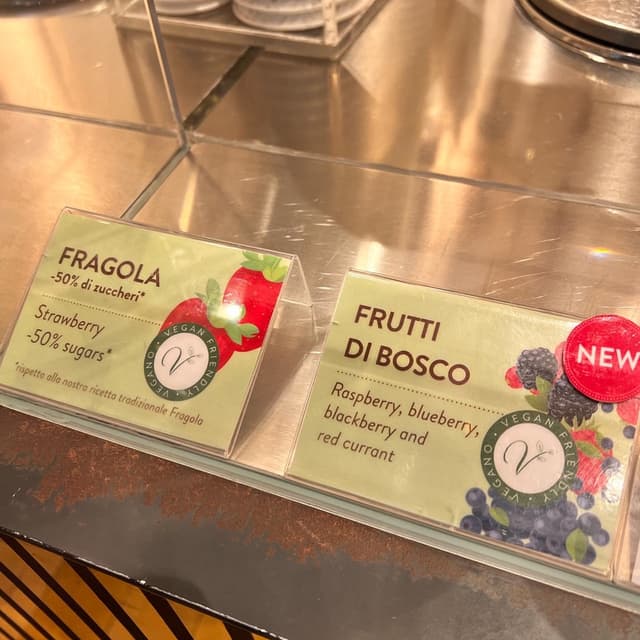 FRAGOLA
-50% di zuccheri*
Strawberry
-50% sugars*
*rispetto alla nostra ricetta tradizionale Fragola
VEGANO • VEGAN FRIENDLY •
V
FRUTTI
DI BOSCO
Raspberry, blueberry,
blackberry and
red currant
NEW
VEGANO • VEGAN FRIENDLY •
V